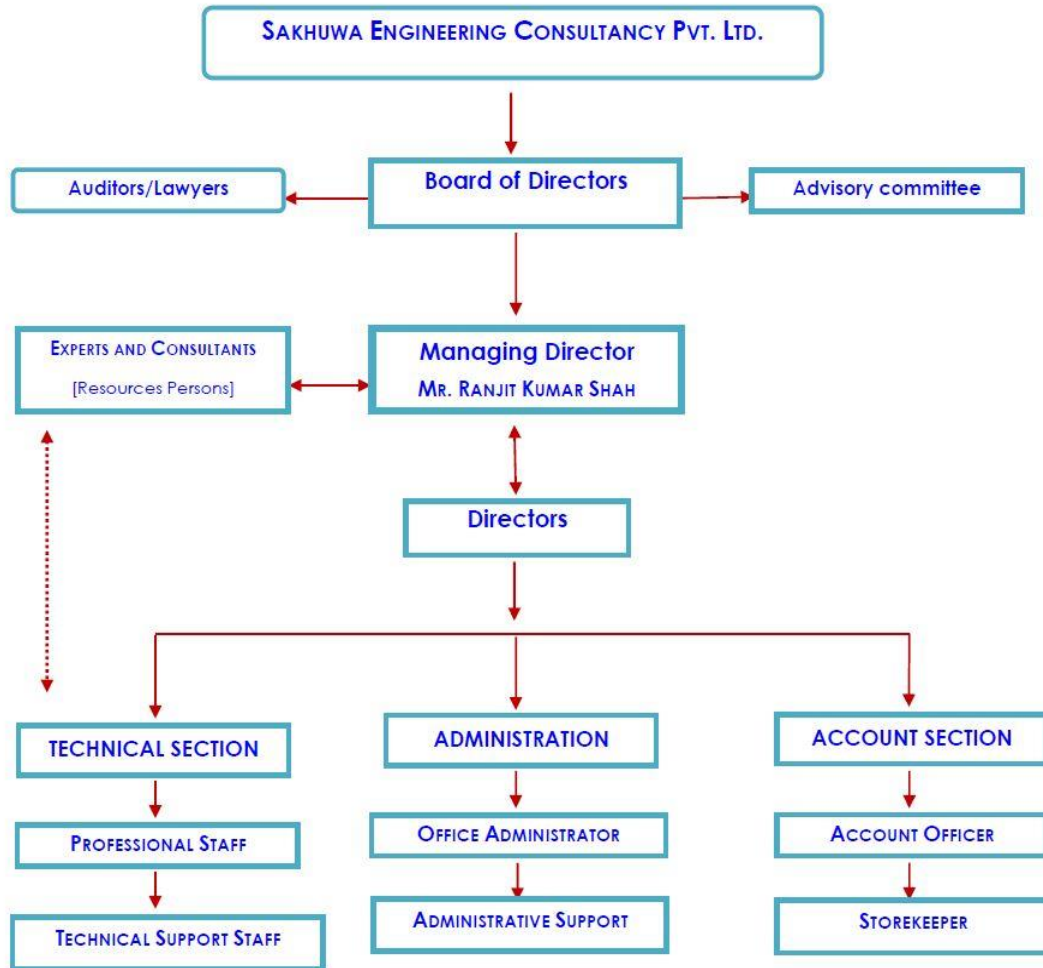 SAKHUWA ENGINEERING CONSULTANCY PVT. LTD.
Auditors/Lawyers
Board of Directors
Advisory committee
EXPERTS AND CONSULTANTS
[Resources Persons]
Managing Director
MR. RANJIT KUMAR SHAH
Directors
TECHNICAL SECTION
ADMINISTRATION
ACCOUNT SECTION
PROFESSIONAL STAFF
OFFICE ADMINISTRATOR
ACCOUNT OFFICER
TECHNICAL SUPPORT STAFF
ADMINISTRATIVE SUPPORT
STOREKEEPER